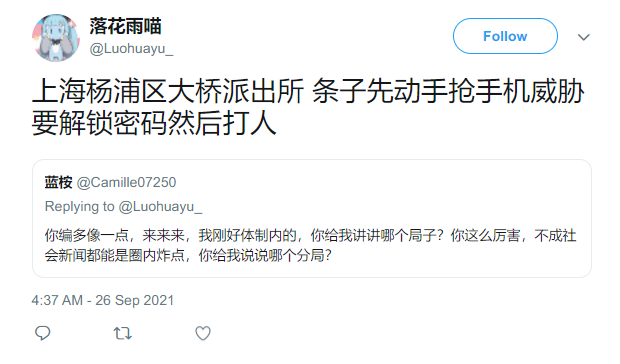 落花雨喵
@Luohuayu_
Follow
上海杨浦区大桥派出所 条子先动手抢手机威胁
要解锁密码然后打人
蓝桉 @Camille07250
Replying to @Luohuayu_
你编多像一点，来来来，我刚好体制内的，你给我讲讲哪个局子？你这么厉害，不成社
会新闻都能是圈内炸点，你给我说说哪个分局？
4:37 AM - 26 Sep 2021